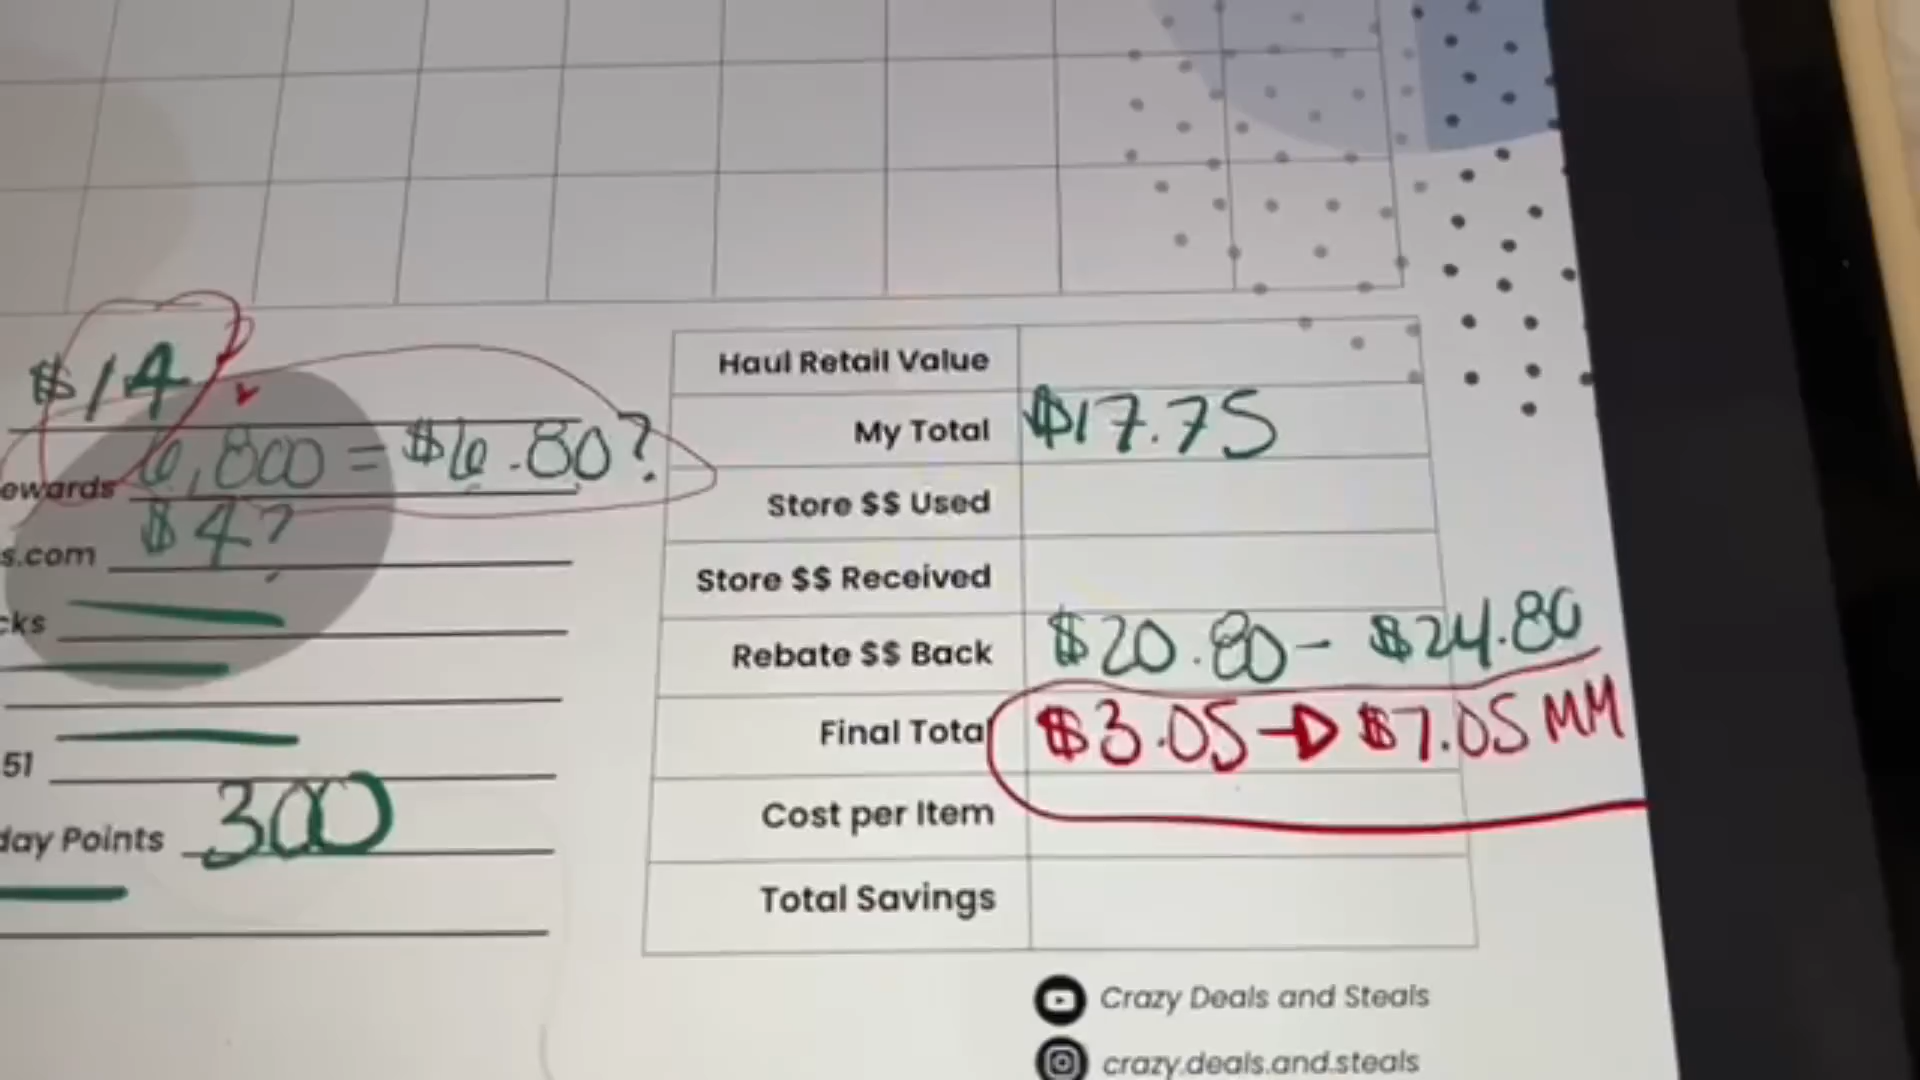 $14
ewards 6,800 = $6.80?
s.com $4?
cks
51
day Points 300
Haul Retail Value
My Total $17.75
Store $$ Used
Store $$ Received
Rebate $$ Back $20.80 - $24.80
Final Total $3.05 → $7.05 MM
Cost per Item
Total Savings
Crazy Deals and Steals
crazy.deals.and.steals